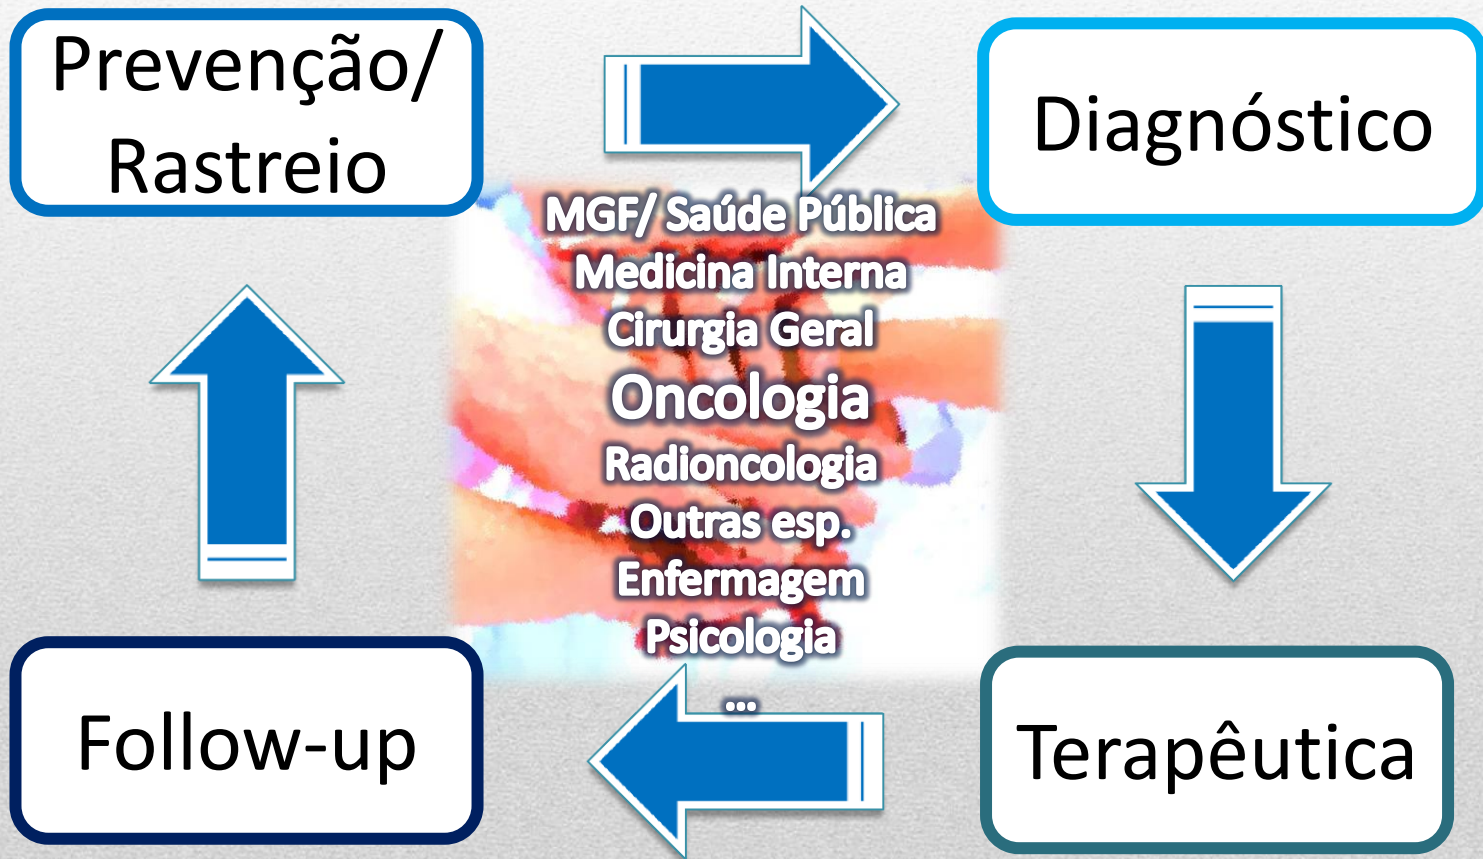 Prevenção/
Rastreio
Diagnóstico
MGF/ Saúde Pública
Medicina Interna
Cirurgia Geral
Oncologia
Radioncologia
Outras esp.
Enfermagem
Psicologia
...
Follow-up
Terapêutica